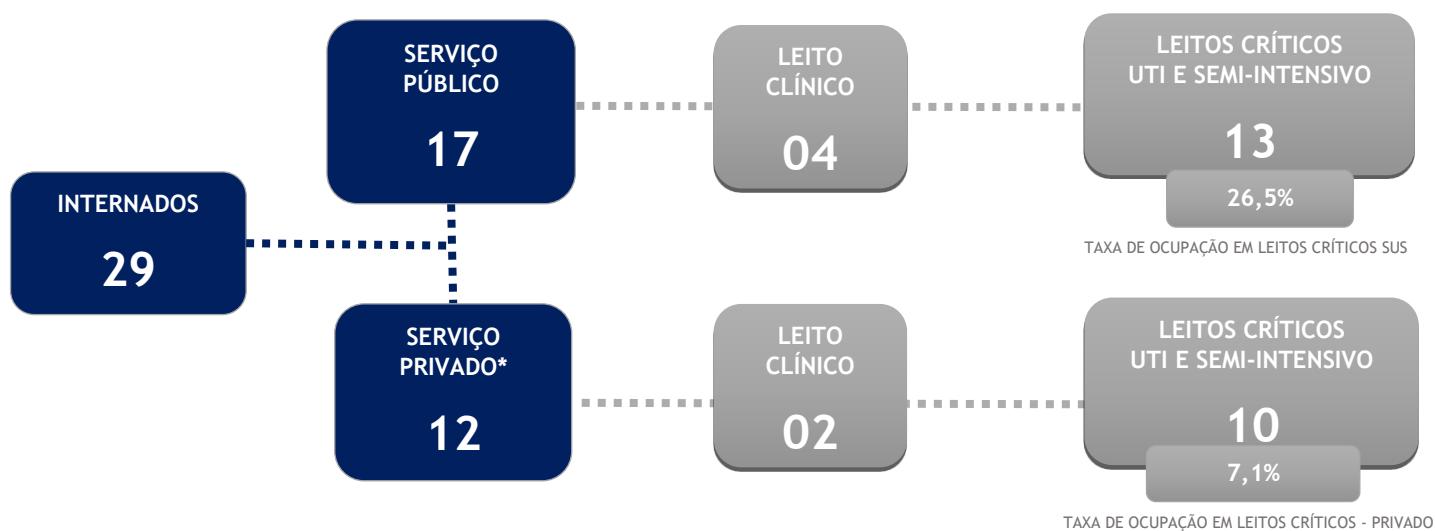 INTERNADOS
29
SERVIÇO
PÚBLICO
17
LEITO
CLÍNICO
04
LEITOS CRÍTICOS
UTI E SEMI-INTENSIVO
13
26,5%
TAXA DE OCUPAÇÃO EM LEITOS CRÍTICOS SUS
SERVIÇO
PRIVADO*
12
LEITO
CLÍNICO
02
LEITOS CRÍTICOS
UTI E SEMI-INTENSIVO
10
7,1%
TAXA DE OCUPAÇÃO EM LEITOS CRÍTICOS - PRIVADO